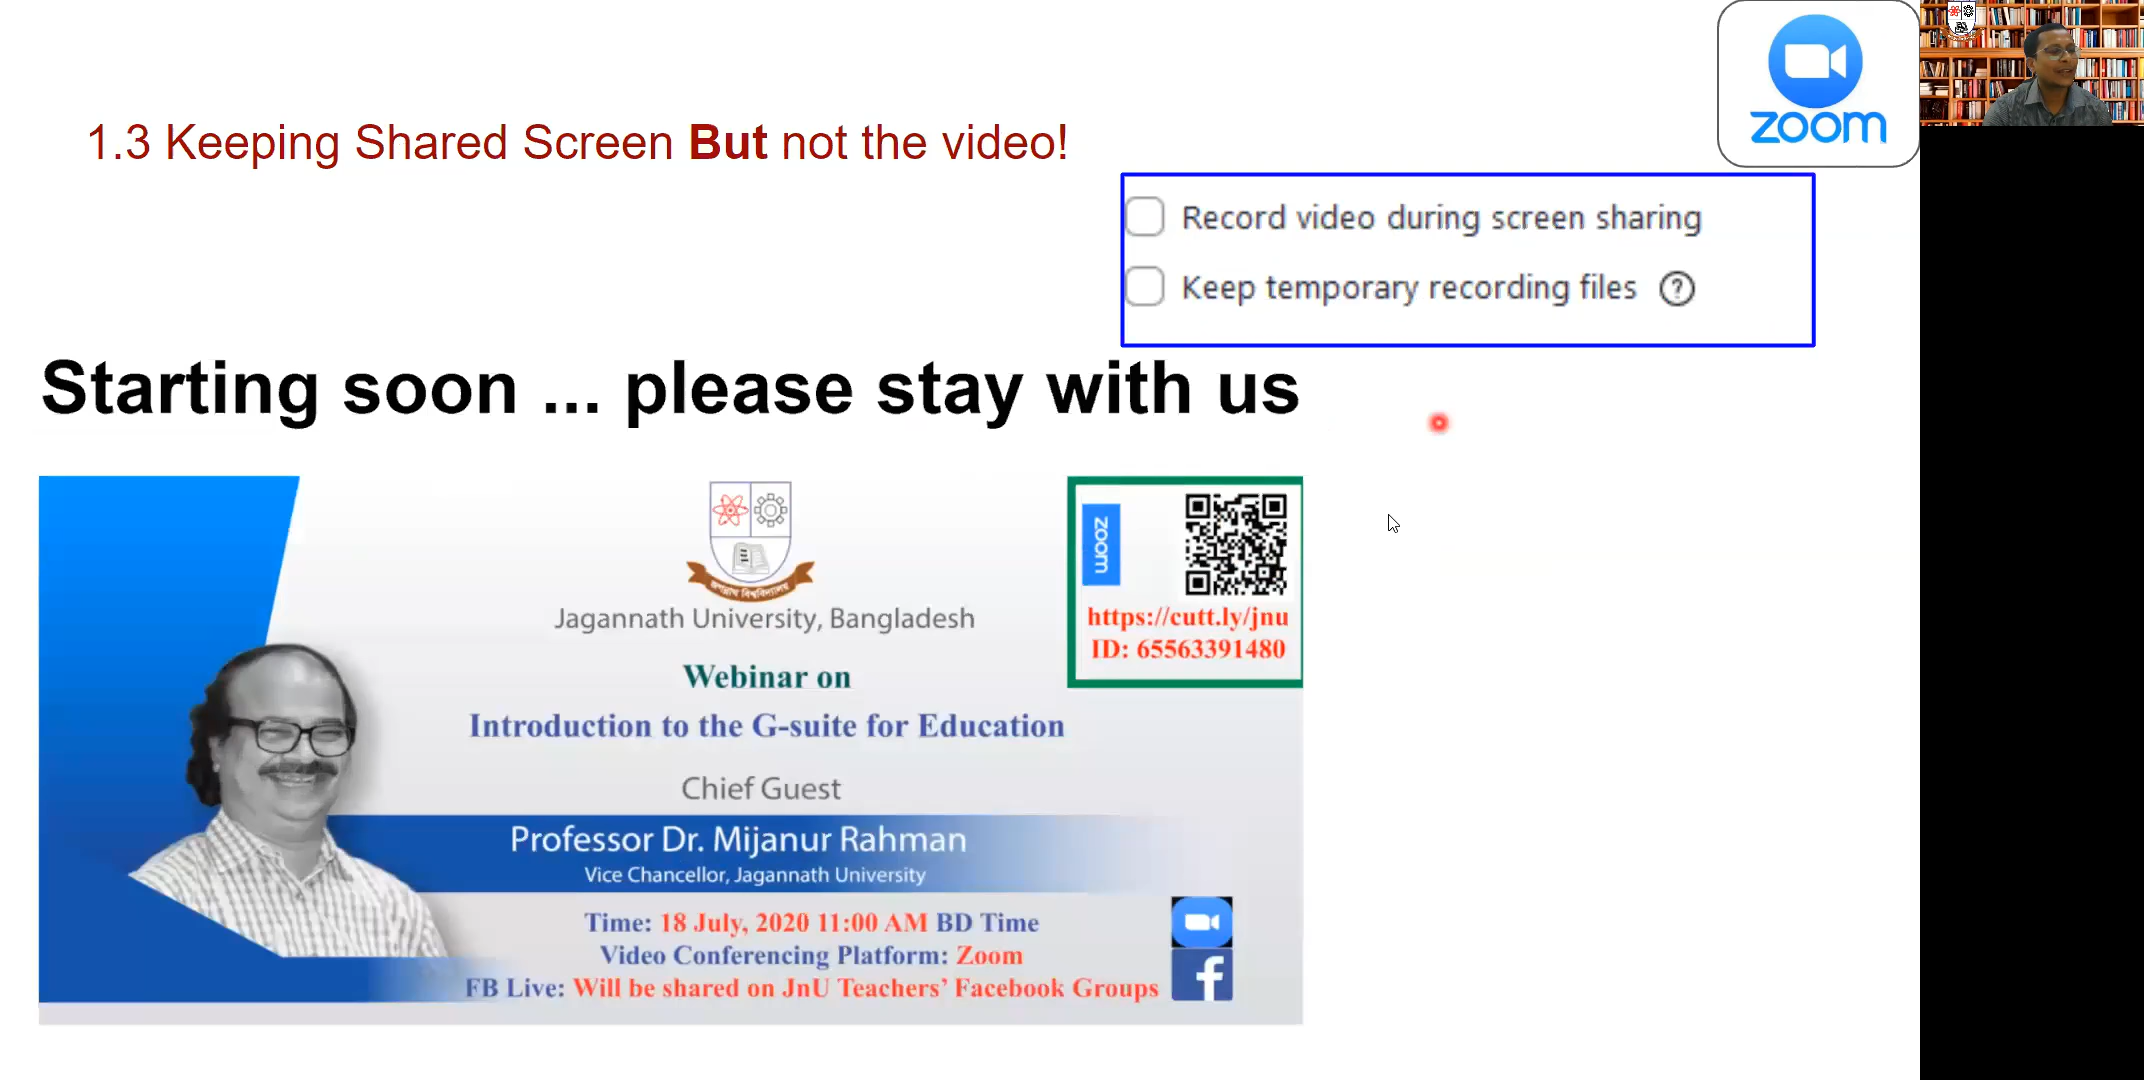 1.3 Keeping Shared Screen But not the video!
zoom
Record video during screen sharing
Keep temporary recording files ?
Starting soon ... please stay with us
জগন্নাথ বিশ্ববিদ্যালয়
Jagannath University, Bangladesh
zoom
https://cutt.ly/jnu
ID: 65563391480
Webinar on
Introduction to the G-suite for Education
Chief Guest
Professor Dr. Mijanur Rahman
Vice Chancellor, Jagannath University
Time: 18 July, 2020 11:00 AM BD Time
Video Conferencing Platform: Zoom
FB Live: Will be shared on JnU Teachers’ Facebook Groups
f